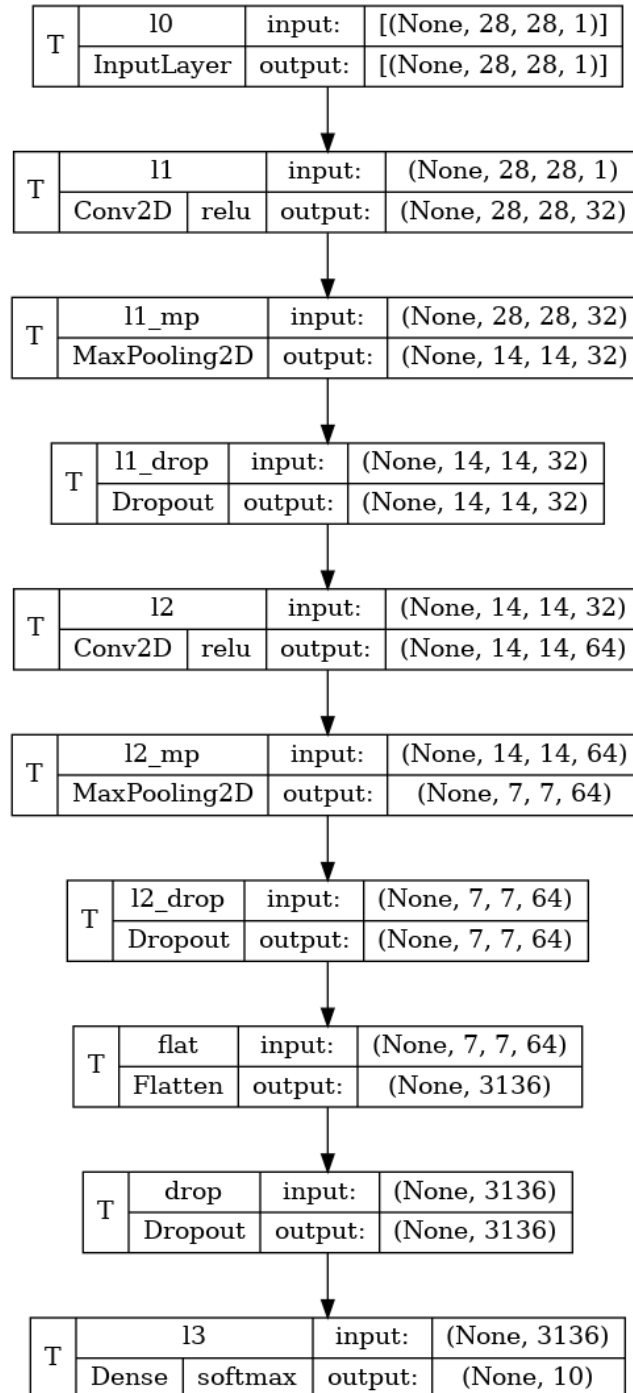 T l0 input: [(None, 28, 28, 1)]
InputLayer output: [(None, 28, 28, 1)]
T l1 input: (None, 28, 28, 1)
Conv2D relu output: (None, 28, 28, 32)
T l1_mp input: (None, 28, 28, 32)
MaxPooling2D output: (None, 14, 14, 32)
T l1_drop input: (None, 14, 14, 32)
Dropout output: (None, 14, 14, 32)
T l2 input: (None, 14, 14, 32)
Conv2D relu output: (None, 14, 14, 64)
T l2_mp input: (None, 14, 14, 64)
MaxPooling2D output: (None, 7, 7, 64)
T l2_drop input: (None, 7, 7, 64)
Dropout output: (None, 7, 7, 64)
T flat input: (None, 7, 7, 64)
Flatten output: (None, 3136)
T drop input: (None, 3136)
Dropout output: (None, 3136)
T l3 input: (None, 3136)
Dense softmax output: (None, 10)